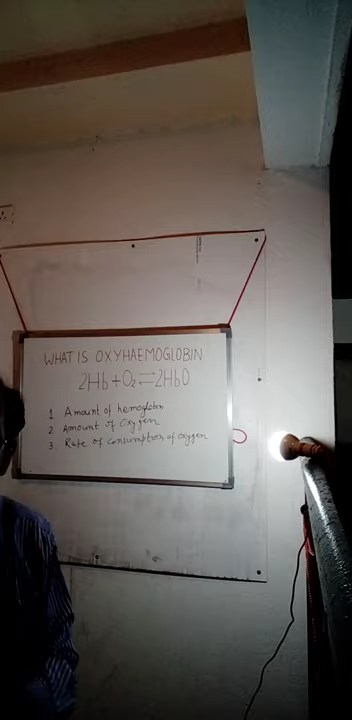 WHAT IS OXYHAEMOGLOBIN
2Hb + O₂ ⇌ 2HbO
1 Amount of hemoglobin
2 Amount of oxygen
3 Rate of consumption of oxygen